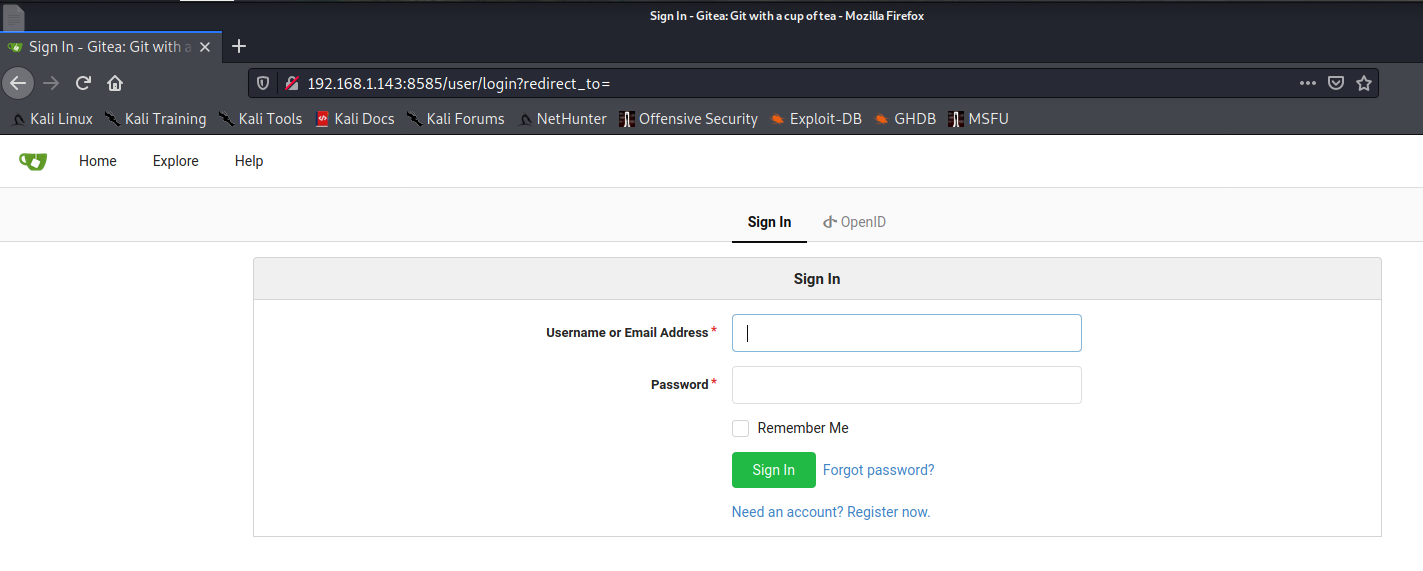 Sign In - Gitea: Git with a cup of tea - Mozilla Firefox
Sign In - Gitea: Git with a
192.168.1.143:8585/user/login?redirect_to=
Kali Linux Kali Training Kali Tools Kali Docs Kali Forums NetHunter Offensive Security Exploit-DB GHDB MSFU
Home Explore Help
Sign In OpenID
Sign In
Username or Email Address *
Password *
Remember Me
Sign In Forgot password?
Need an account? Register now.